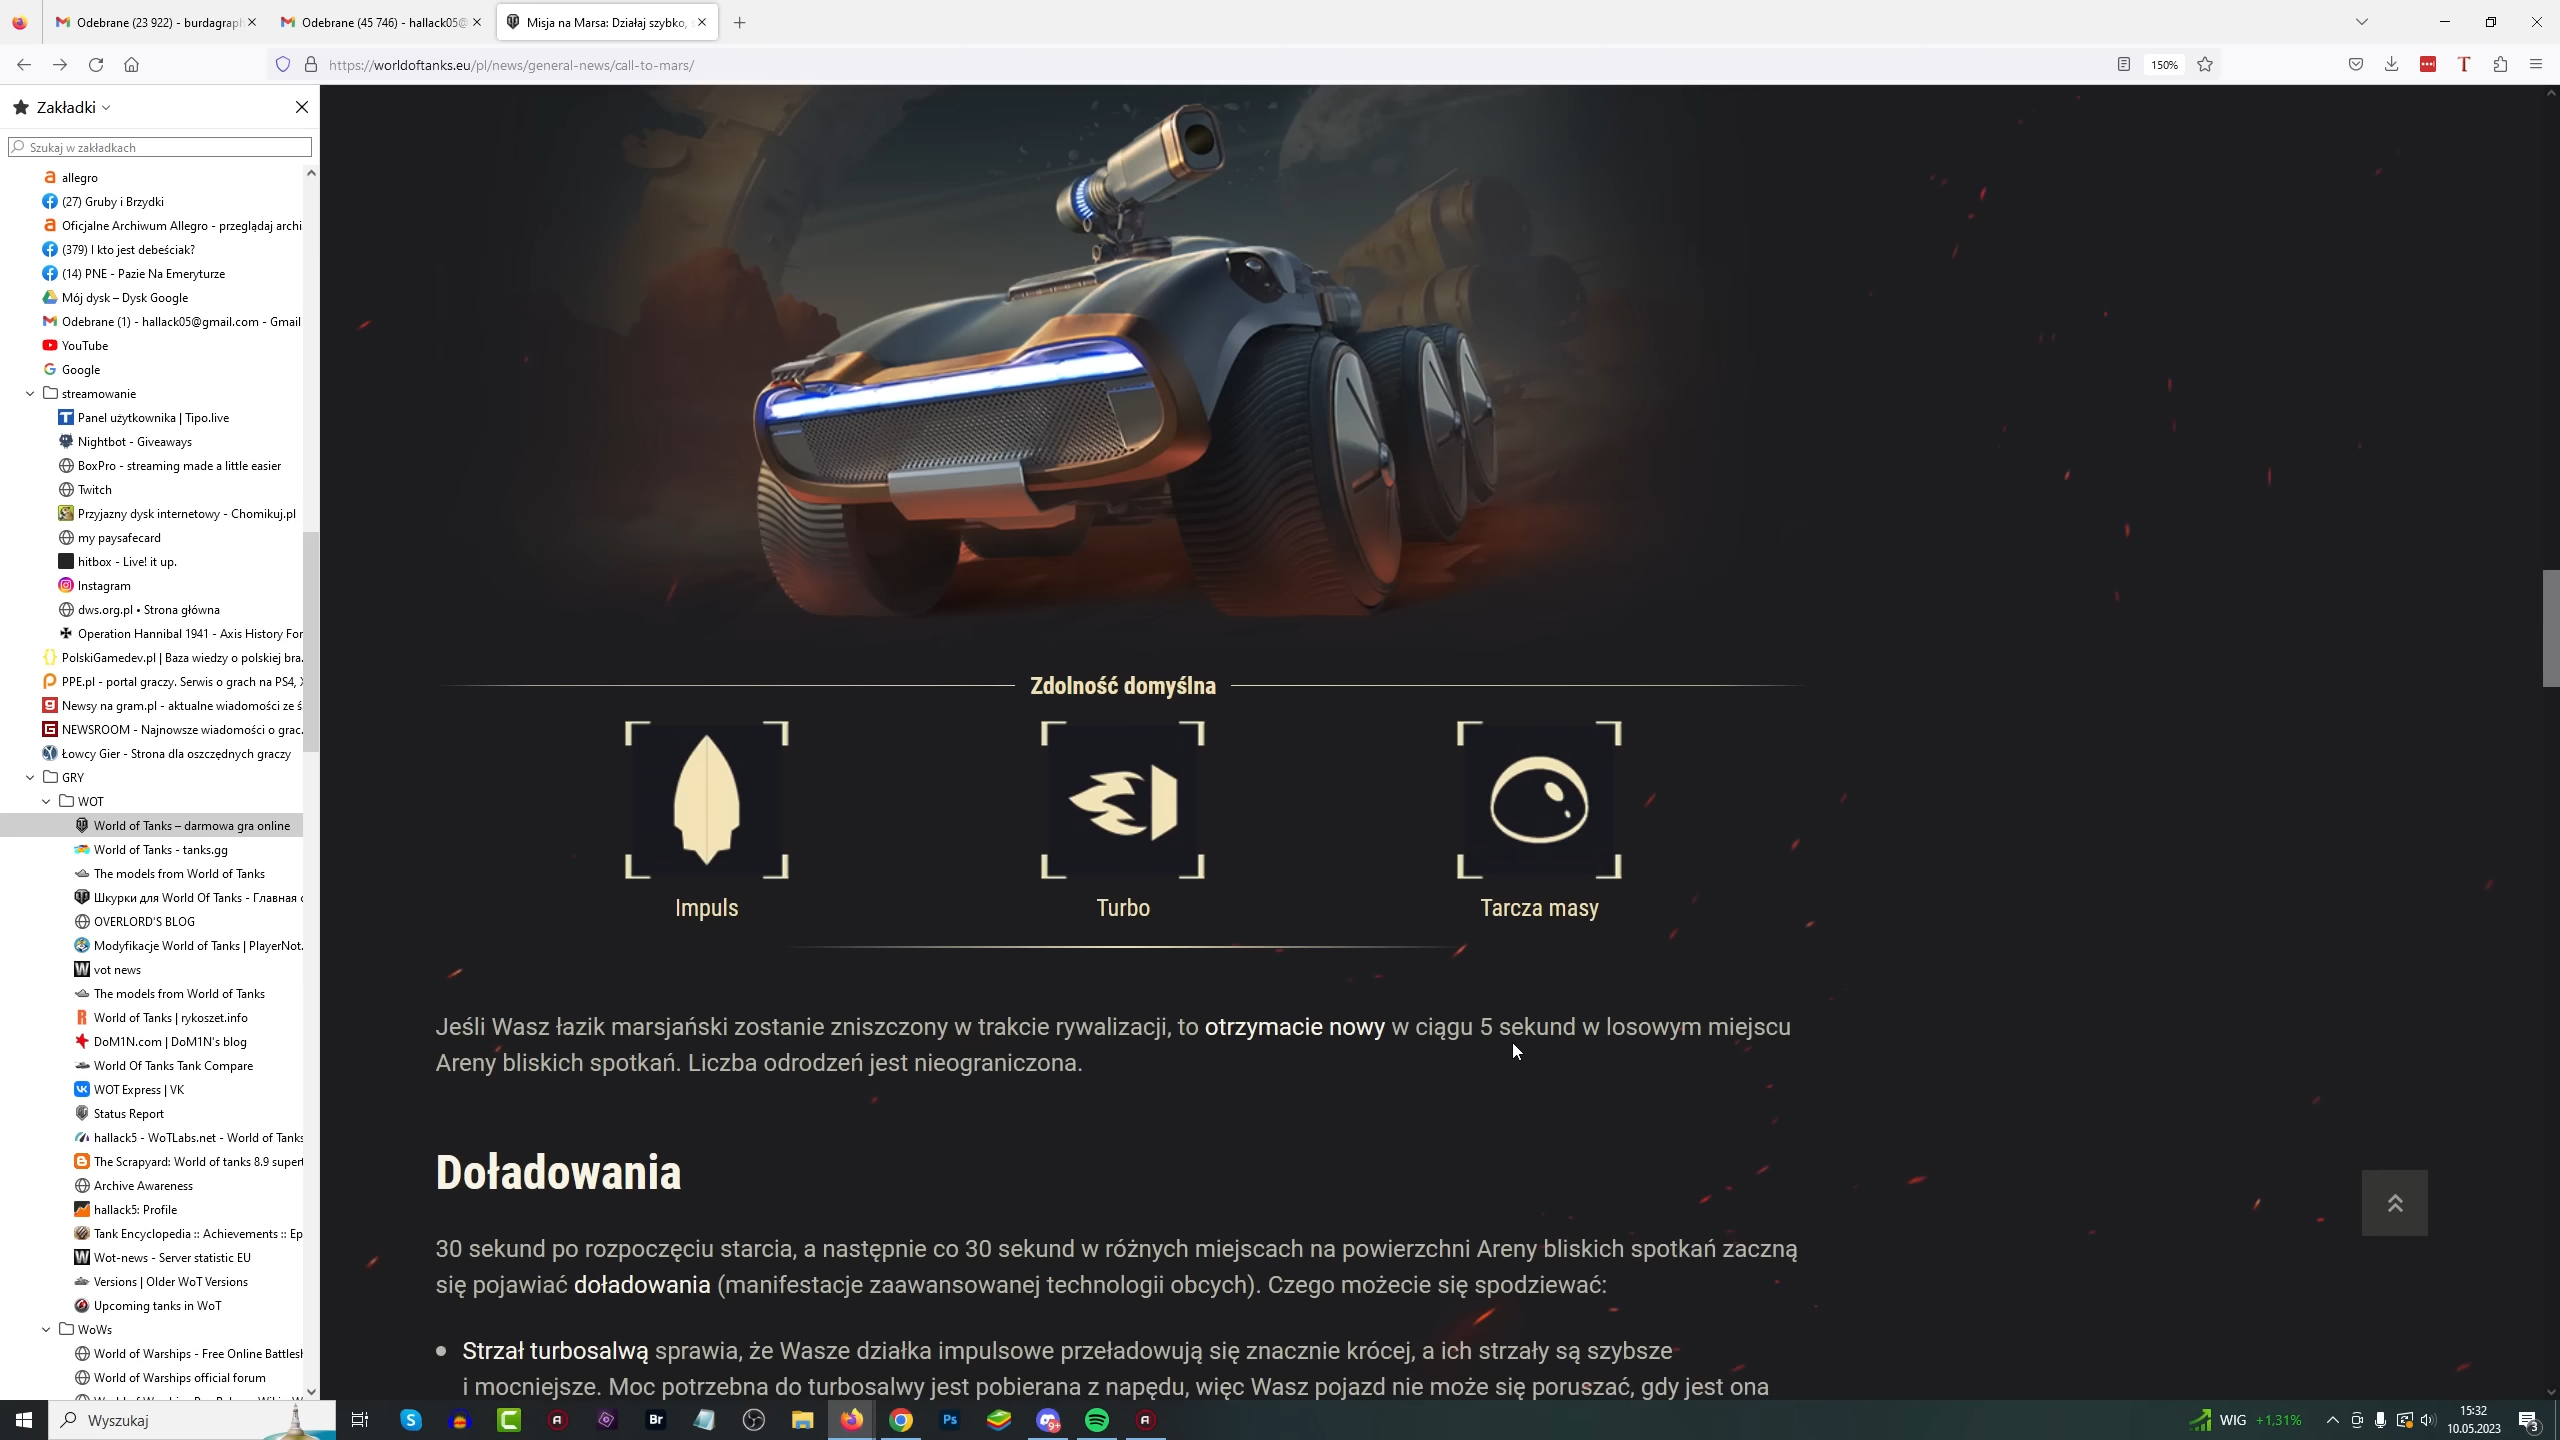 Odebrane (23 922) - burdagraph
Odebrane (45 746) - hallack05@
Misja na Marsa: Działaj szybko,
https://worldoftanks.eu/pl/news/general-news/call-to-mars/
150%
Zakładki
Szukaj w zakładkach
allegro
(27) Gruby i Brzydki
Oficjalne Archiwum Allegro - przeglądaj archi
(379) I kto jest debeściak?
(14) PNE - Pazie Na Emeryturze
Mój dysk – Dysk Google
Odebrane (1) - hallack05@gmail.com - Gmail
YouTube
Google
streamowanie
Panel użytkownika | Tipo.live
Nightbot - Giveaways
BoxPro - streaming made a little easier
Twitch
Przyjazny dysk internetowy - Chomikuj.pl
my paysafecard
hitbox - Live! it up.
Instagram
dws.org.pl • Strona główna
Operation Hannibal 1941 - Axis History For
PolskiGamedev.pl | Baza wiedzy o polskiej bra.
PPE.pl - portal graczy. Serwis o grach na PS4, X
Newsy na gram.pl - aktualne wiadomości ze ś
NEWSROOM - Najnowsze wiadomości o grac.
Łowcy Gier - Strona dla oszczędnych graczy
GRY
WOT
World of Tanks – darmowa gra online
World of Tanks - tanks.gg
The models from World of Tanks
Шкурки для World Of Tanks - Главная с
OVERLORD'S BLOG
Modyfikacje World of Tanks | PlayerNot.
vot news
The models from World of Tanks
World of Tanks | rykoszet.info
DoM1N.com | DoM1N's blog
World Of Tanks Tank Compare
WOT Express | VK
Status Report
hallack5 - WoTLabs.net - World of Tanks
The Scrapyard: World of tanks 8.9 supert
Archive Awareness
hallack5: Profile
Tank Encyclopedia :: Achievements :: Ep
Wot-news - Server statistic EU
Versions | Older WoT Versions
Upcoming tanks in WoT
WoWs
World of Warships - Free Online Battlesh
World of Warships official forum
Zdolność domyślna
Impuls
Turbo
Tarcza masy
Jeśli Wasz łazik marsjański zostanie zniszczony w trakcie rywalizacji, to otrzymacie nowy w ciągu 5 sekund w losowym miejscu
Areny bliskich spotkań. Liczba odrodzeń jest nieograniczona.
Doładowania
30 sekund po rozpoczęciu starcia, a następnie co 30 sekund w różnych miejscach na powierzchni Areny bliskich spotkań zaczną
się pojawiać doładowania (manifestacje zaawansowanej technologii obcych). Czego możecie się spodziewać:
Strzał turbosalwą sprawia, że Wasze działka impulsowe przeładowują się znacznie krócej, a ich strzały są szybsze
i mocniejsze. Moc potrzebna do turbosalwy jest pobierana z napędu, więc Wasz pojazd nie może się poruszać, gdy jest ona
Wyszukaj
Br
Ps
9+
WIG +1,31%
15:32
10.05.2023
3